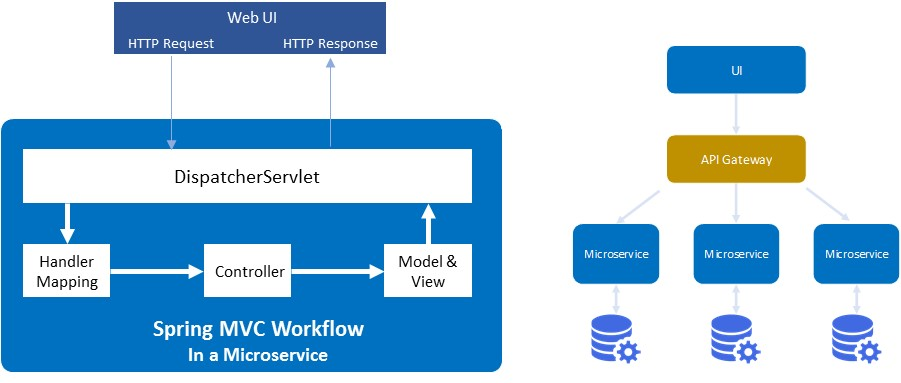 Web UI
HTTP Request
HTTP Response
DispatcherServlet
Handler
Mapping
Controller
Model &
View
Spring MVC Workflow
In a Microservice
UI
API Gateway
Microservice
Microservice
Microservice